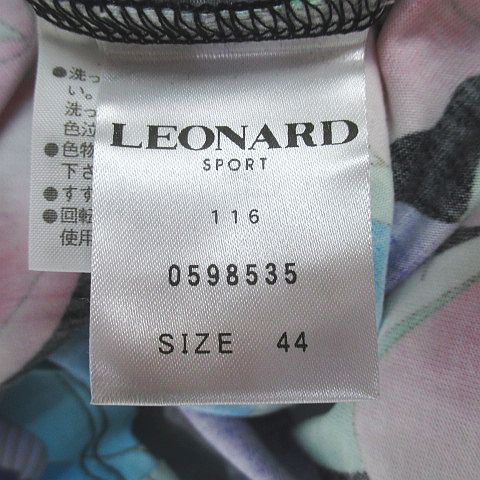 ●洗っ
い。
洗っ
色泣
●色物
下さ
●すす
●回転
使用
LEONARD
SPORT
116
0598535
SIZE 44